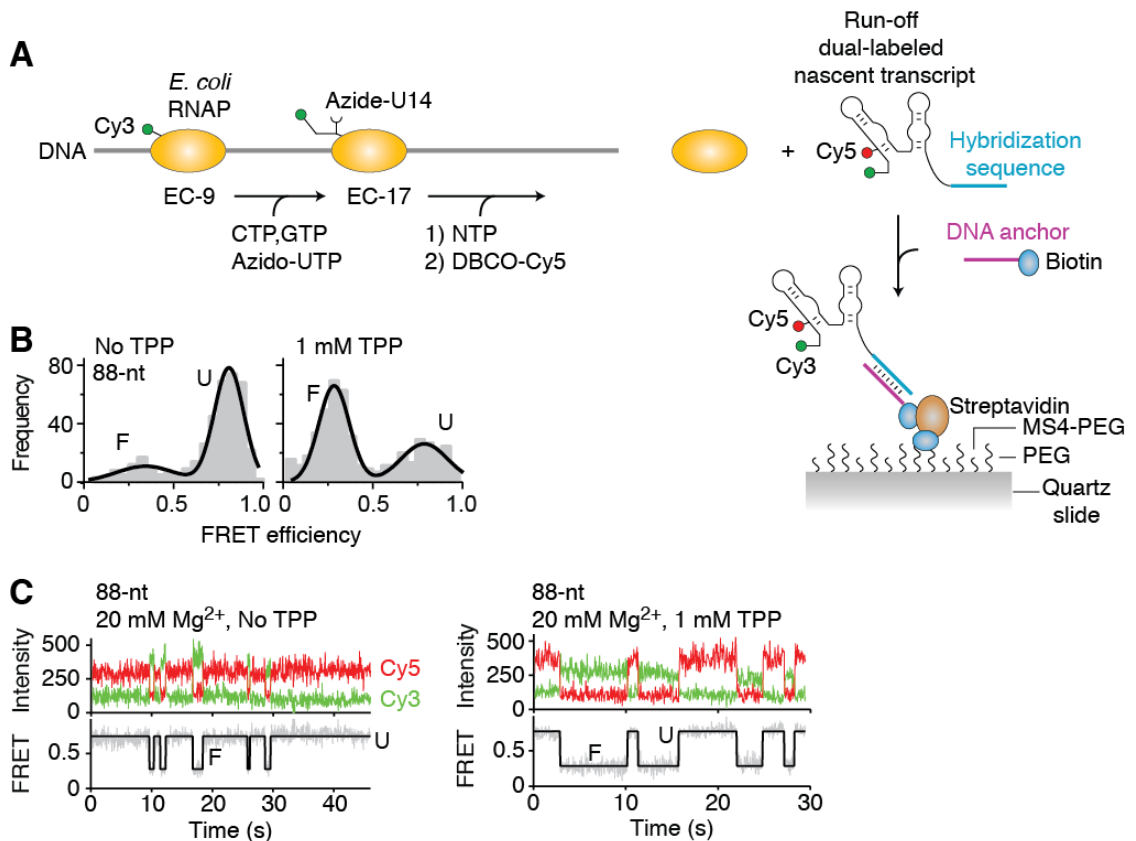 A
E. coli
RNAP
Cy3
Azide-U14
DNA
EC-9
EC-17
CTP,GTP
Azido-UTP
1) NTP
2) DBCO-Cy5
Run-off
dual-labeled
nascent transcript
+
Cy5
Hybridization
sequence
DNA anchor
Biotin
Cy5
Cy3
Streptavidin
MS4-PEG
PEG
Quartz
slide
B
No TPP
88-nt
F
U
1 mM TPP
F
U
Frequency
80
40
0
0
0.5
1.0
0
0.5
1.0
FRET efficiency
C
88-nt
20 mM Mg2+, No TPP
Intensity
500
250
0
Cy5
Cy3
FRET
0.5
0
F
U
0
10
20
30
40
Time (s)
88-nt
20 mM Mg2+, 1 mM TPP
Intensity
500
250
0
FRET
0.5
0
F
U
0
10
20
30
Time (s)